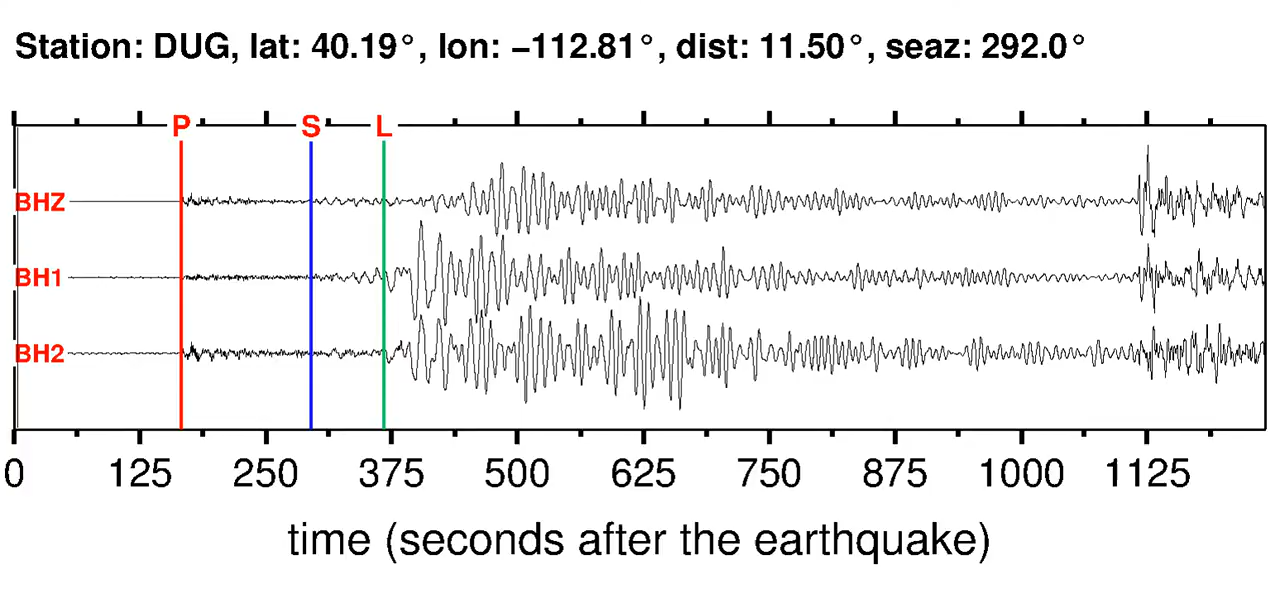 Station: DUG, lat: 40.19°, lon: −112.81°, dist: 11.50°, seaz: 292.0°
P S L
BHZ
BH1
BH2
0 125 250 375 500 625 750 875 1000 1125
time (seconds after the earthquake)